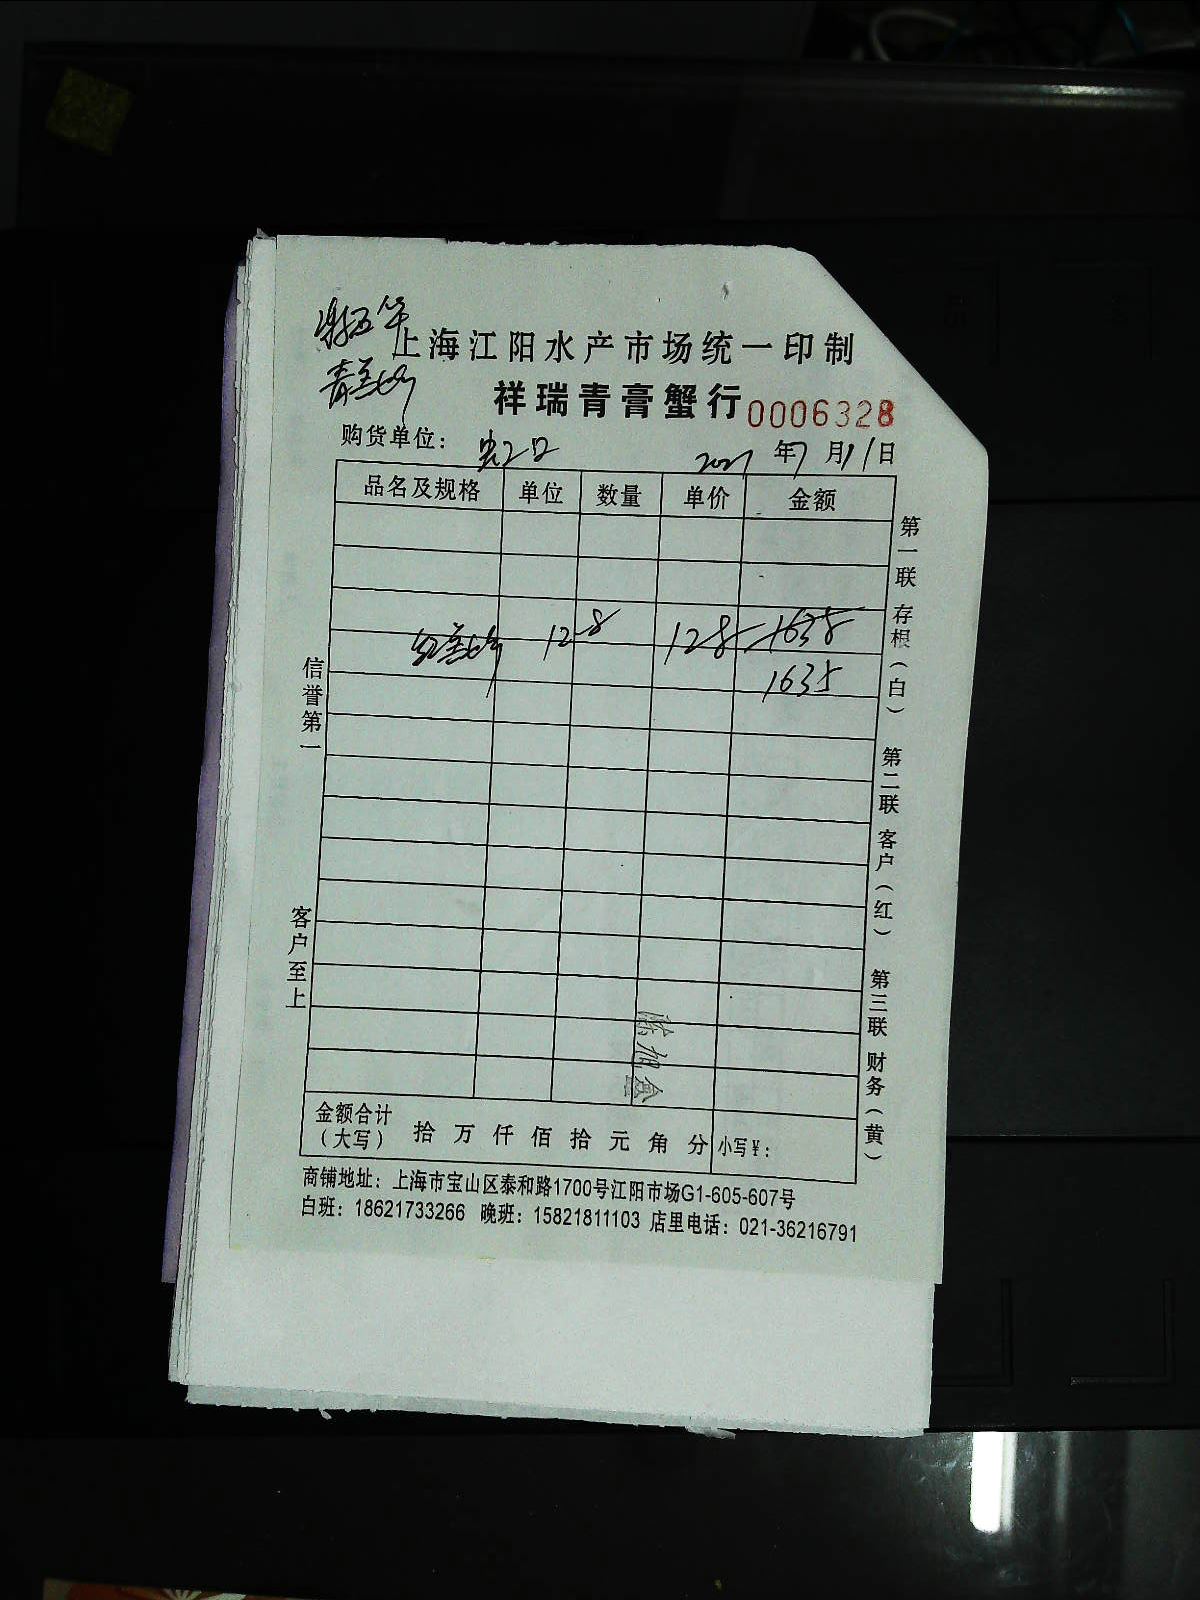 上海江阳水产市场统一印制
祥瑞青膏蟹行 0006328
购货单位： 虹口 2021 年 7 月 11 日
品名及规格 单位 数量 单价 金额
12.8 128 1638
1635
信誉第一
客户至上
第一联 存根（白） 第二联 客户（红） 第三联 财务（黄）
金额合计
（大写） 拾 万 仟 佰 拾 元 角 分 小写￥：
商铺地址：上海市宝山区泰和路1700号江阳市场G1-605-607号
白班：18621733266 晚班：15821811103 店里电话：021-36216791